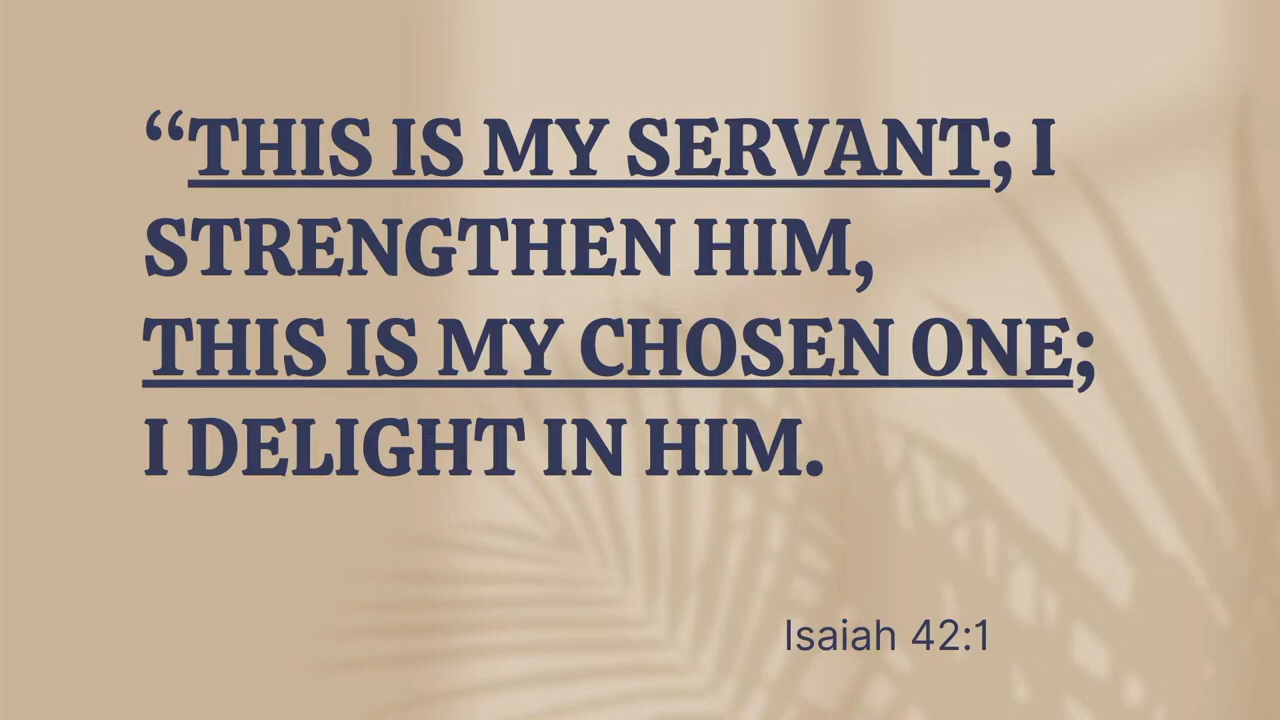 “THIS IS MY SERVANT; I
STRENGTHEN HIM,
THIS IS MY CHOSEN ONE;
I DELIGHT IN HIM.
Isaiah 42:1